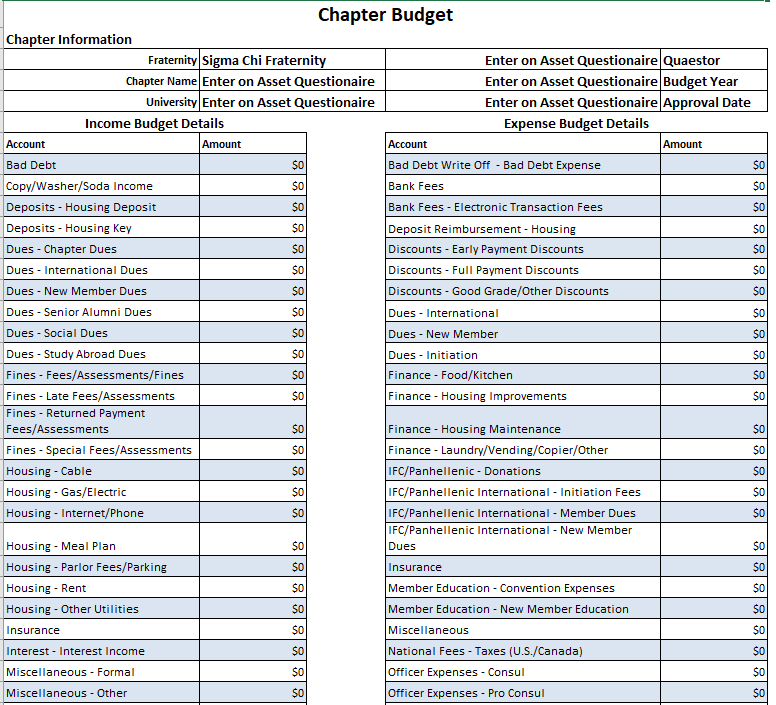 Chapter Budget
Chapter Information
Fraternity Sigma Chi Fraternity Enter on Asset Questionaire Quaestor
Chapter Name Enter on Asset Questionaire Enter on Asset Questionaire Budget Year
University Enter on Asset Questionaire Enter on Asset Questionaire Approval Date
Income Budget Details Expense Budget Details
Account Amount Account Amount
Bad Debt $0 Bad Debt Write Off - Bad Debt Expense $0
Copy/Washer/Soda Income $0 Bank Fees $0
Deposits - Housing Deposit $0 Bank Fees - Electronic Transaction Fees $0
Deposits - Housing Key $0 Deposit Reimbursement - Housing $0
Dues - Chapter Dues $0 Discounts - Early Payment Discounts $0
Dues - International Dues $0 Discounts - Full Payment Discounts $0
Dues - New Member Dues $0 Discounts - Good Grade/Other Discounts $0
Dues - Senior Alumni Dues $0 Dues - International $0
Dues - Social Dues $0 Dues - New Member $0
Dues - Study Abroad Dues $0 Dues - Initiation $0
Fines - Fees/Assessments/Fines $0 Finance - Food/Kitchen $0
Fines - Late Fees/Assessments $0 Finance - Housing Improvements $0
Fines - Returned Payment
Fees/Assessments $0 Finance - Housing Maintenance $0
Fines - Special Fees/Assessments $0 Finance - Laundry/Vending/Copier/Other $0
Housing - Cable $0 IFC/Panhellenic - Donations $0
Housing - Gas/Electric $0 IFC/Panhellenic International - Initiation Fees $0
Housing - Internet/Phone $0 IFC/Panhellenic International - Member Dues $0
IFC/Panhellenic International - New Member
Housing - Meal Plan $0 Dues $0
Housing - Parlor Fees/Parking $0 Insurance $0
Housing - Rent $0 Member Education - Convention Expenses $0
Housing - Other Utilities $0 Member Education - New Member Education $0
Insurance $0 Miscellaneous $0
Interest - Interest Income $0 National Fees - Taxes (U.S./Canada) $0
Miscellaneous - Formal $0 Officer Expenses - Consul $0
Miscellaneous - Other $0 Officer Expenses - Pro Consul $0